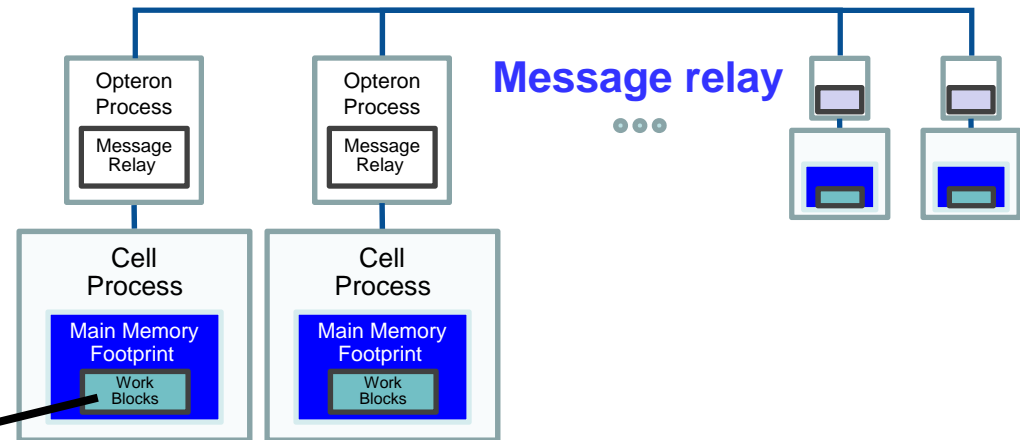 Opteron
Process
Message
Relay
Opteron
Process
Message
Relay
Message relay
Cell
Process
Main Memory
Footprint
Work
Blocks
Cell
Process
Main Memory
Footprint
Work
Blocks